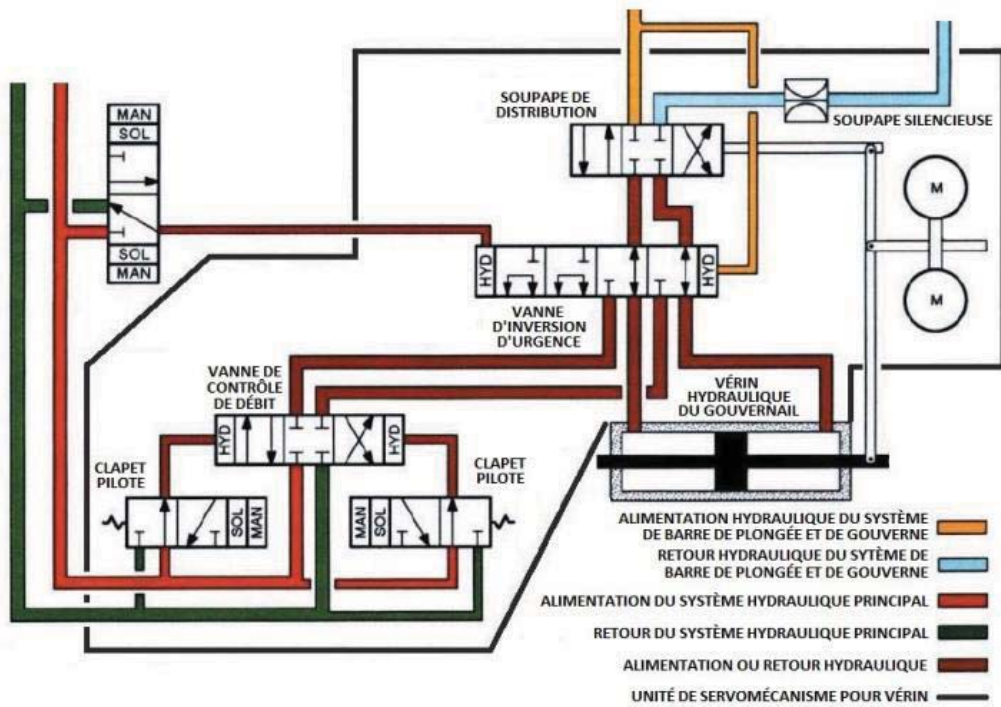 MAN
SOL
SOL
MAN
SOUPAPE DE
DISTRIBUTION
SOUPAPE SILENCIEUSE
M
M
HYD
HYD
VANNE
D'INVERSION
D'URGENCE
VANNE DE
CONTRÔLE
DE DÉBIT
HYD
HYD
VÉRIN
HYDRAULIQUE
DU GOUVERNAIL
CLAPET
PILOTE
SOL
MAN
CLAPET
PILOTE
MAN
SOL
ALIMENTATION HYDRAULIQUE DU SYSTÈME
DE BARRE DE PLONGÉE ET DE GOUVERNE
RETOUR HYDRAULIQUE DU SYTÈME DE
BARRE DE PLONGÉE ET DE GOUVERNE
ALIMENTATION DU SYSTÈME HYDRAULIQUE PRINCIPAL
RETOUR DU SYSTÈME HYDRAULIQUE PRINCIPAL
ALIMENTATION OU RETOUR HYDRAULIQUE
UNITÉ DE SERVOMÉCANISME POUR VÉRIN